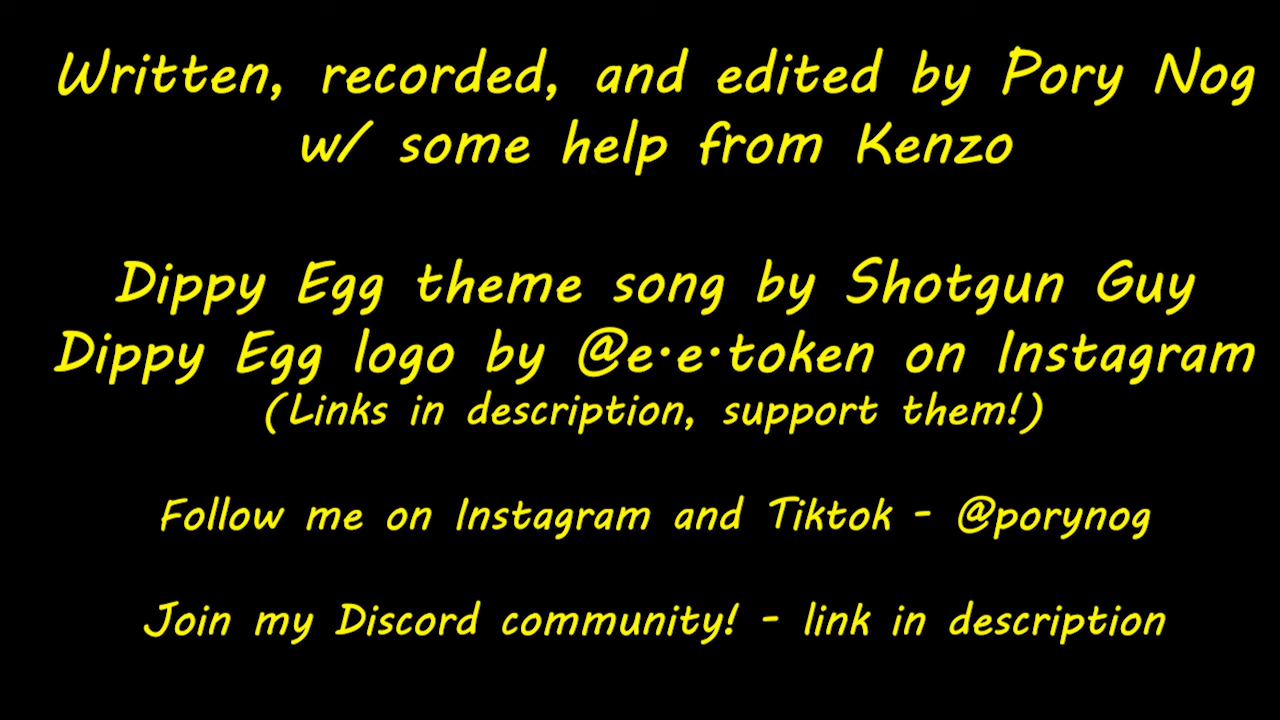 Written, recorded, and edited by Pory Nog
w/ some help from Kenzo
Dippy Egg theme song by Shotgun Guy
Dippy Egg logo by @e•e•token on Instagram
(Links in description, support them!)
Follow me on Instagram and Tiktok - @porynog
Join my Discord community! - link in description